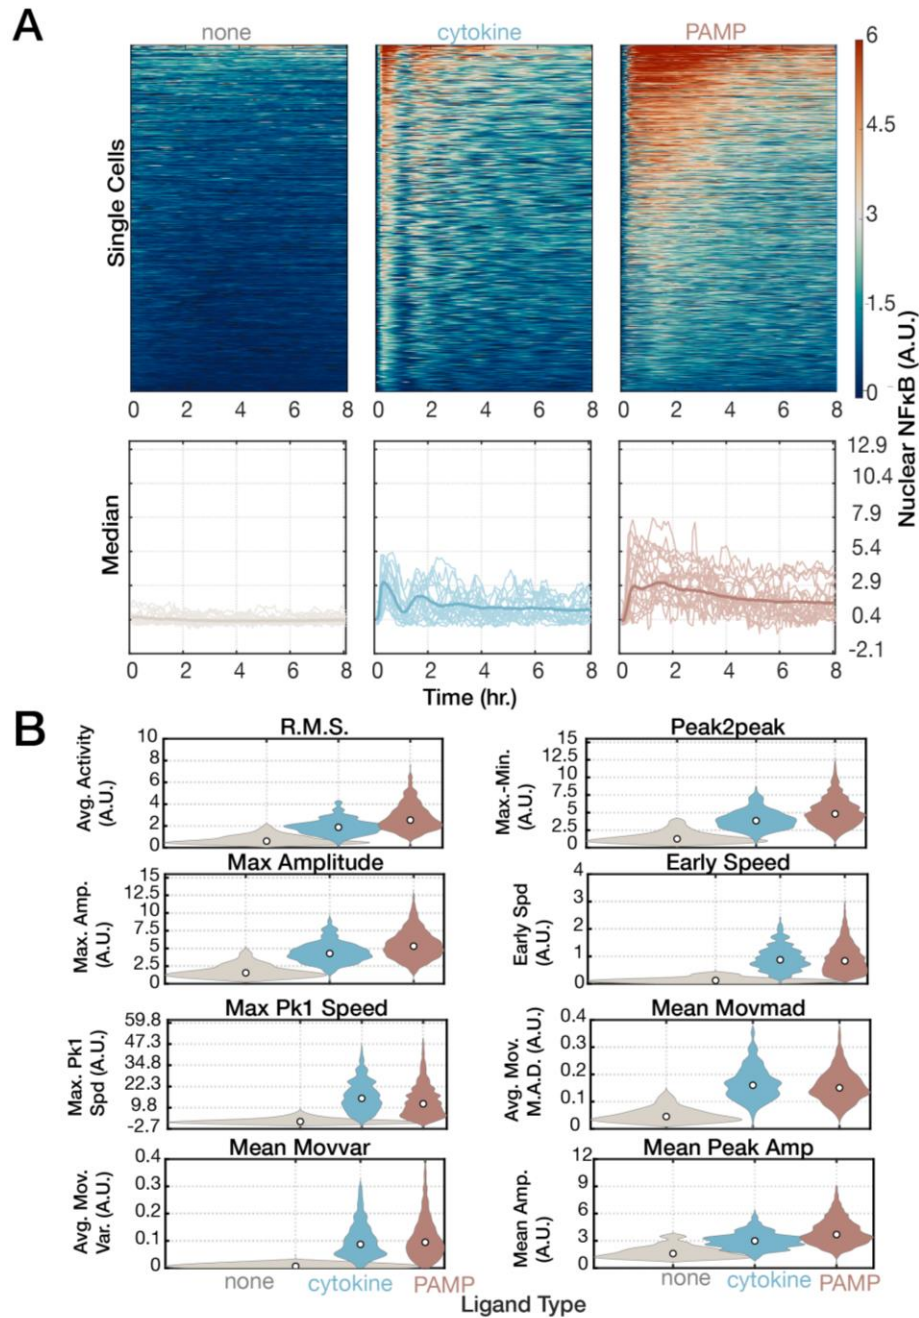 A
none cytokine PAMP
Single Cells
6
4.5
3
1.5
0
0 2 4 6 8 0 2 4 6 8 0 2 4 6 8
Nuclear NFκB (A.U.)
Median
12.9
10.4
7.9
5.4
2.9
0.4
-2.1
0 2 4 6 8 0 2 4 6 8 0 2 4 6 8
Time (hr.)
B
R.M.S.
Avg. Activity
(A.U.)
10
8
6
4
2
0
Peak2peak
Max.-Min.
(A.U.)
15
12.5
10
7.5
5
2.5
0
Max Amplitude
Max. Amp.
(A.U.)
15
12.5
10
7.5
5
2.5
0
Early Speed
Early Spd
(A.U.)
4
3
2
1
0
Max Pk1 Speed
Max. Pk1
Spd (A.U.)
59.8
47.3
34.8
22.3
9.8
-2.7
Mean Movmad
Avg. Mov.
M.A.D. (A.U.)
0.4
0.3
0.2
0.1
0
Mean Movvar
Avg. Mov.
Var. (A.U.)
0.4
0.3
0.2
0.1
0
Mean Peak Amp
Mean Amp.
(A.U.)
12
9
6
3
0
none cytokine PAMP none cytokine PAMP
Ligand Type